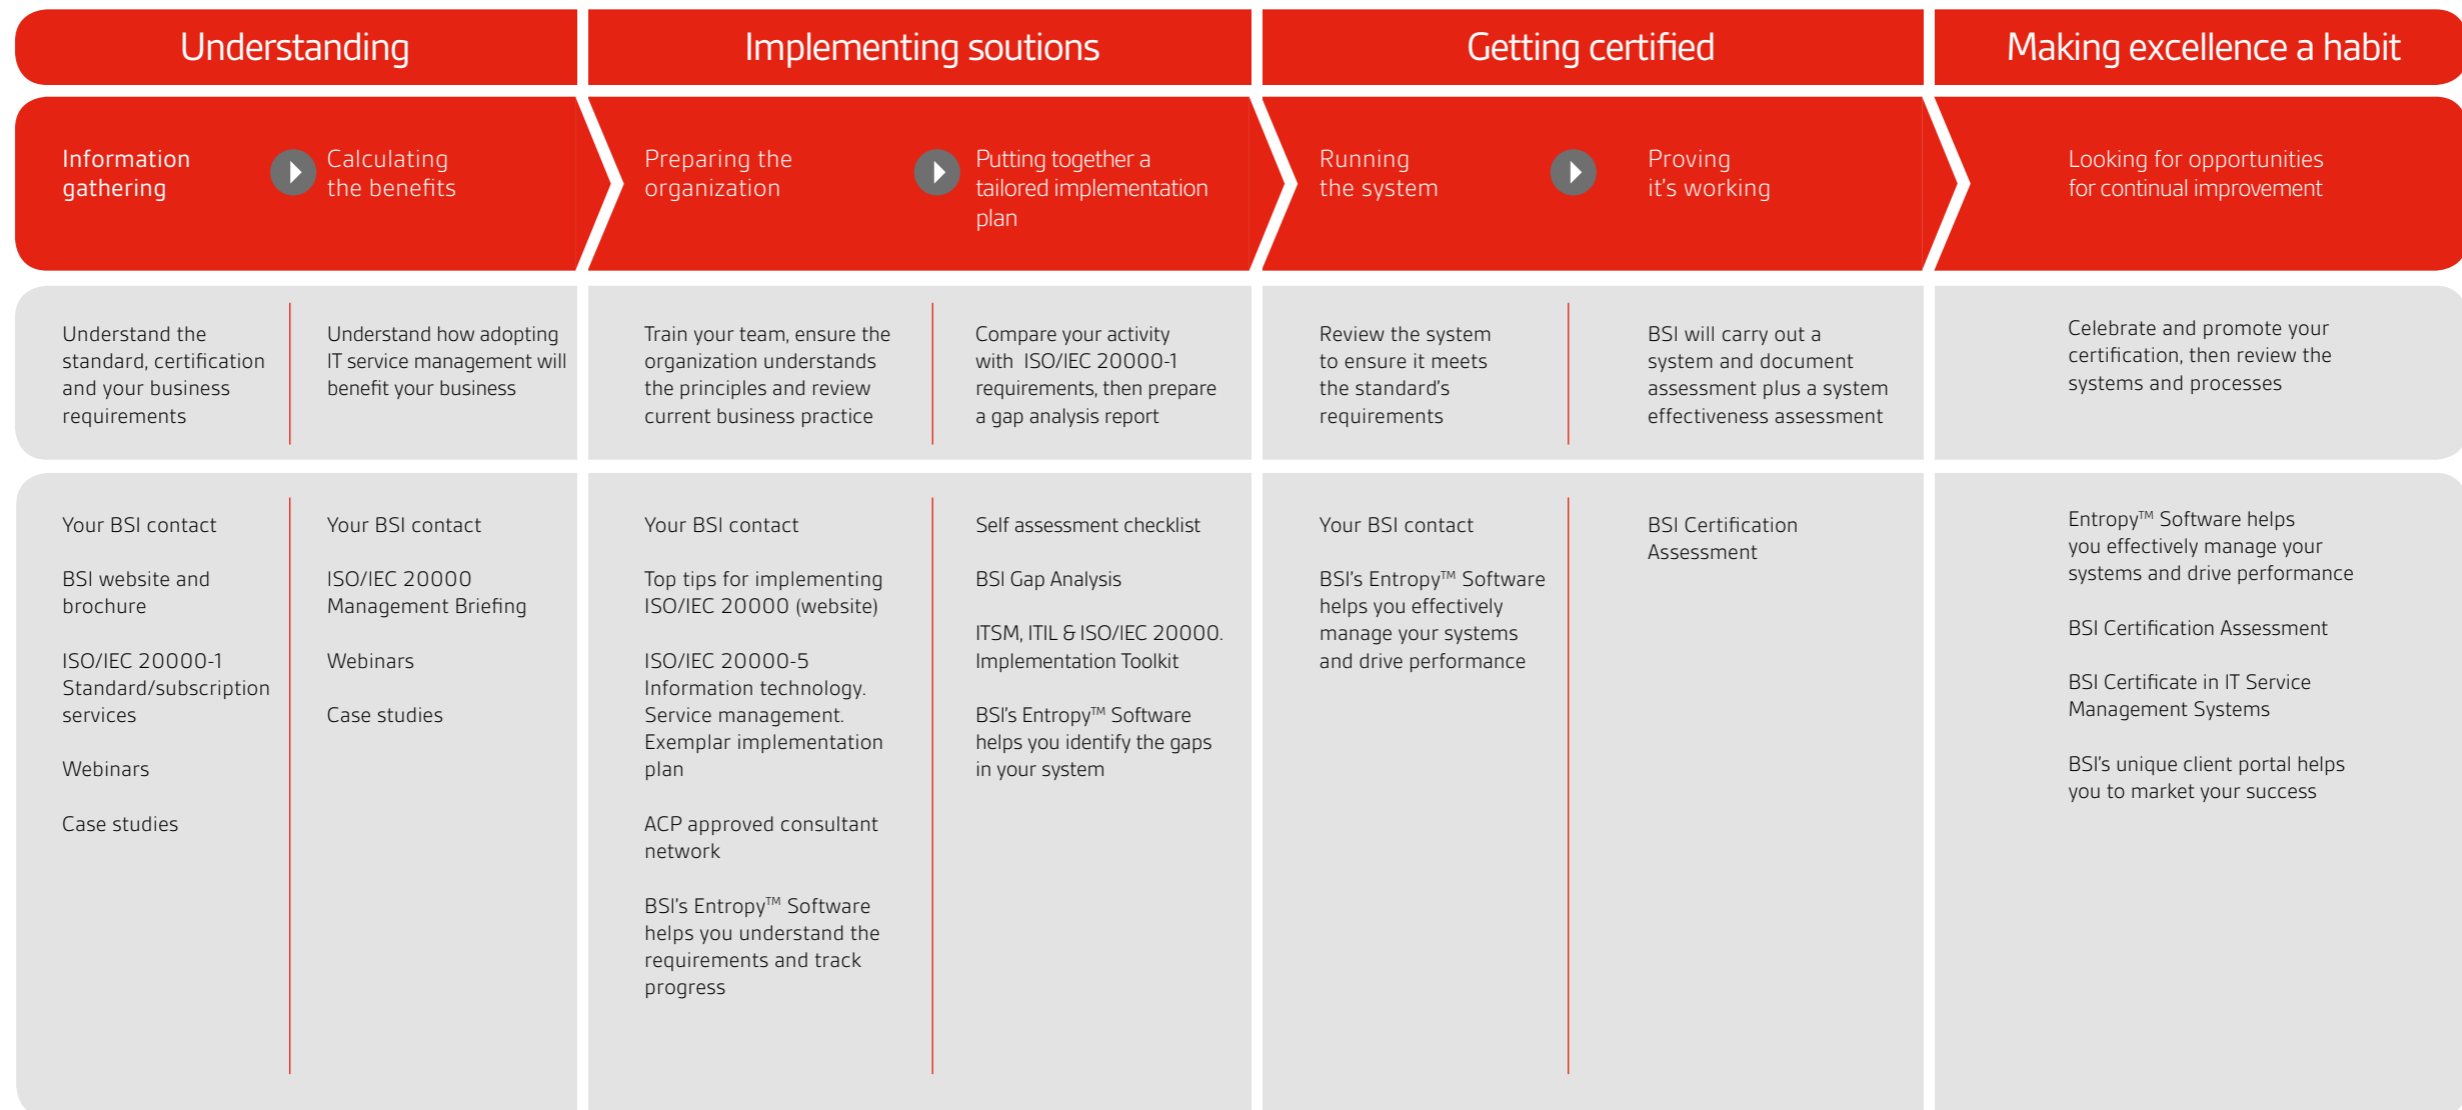 Understanding
Implementing soutions
Getting certified
Making excellence a habit
Information
gathering
Calculating
the benefits
Preparing the
organization
Putting together a
tailored implementation
plan
Running
the system
Proving
it's working
Looking for opportunities
for continual improvement
Understand the
standard, certification
and your business
requirements
Understand how adopting
IT service management will
benefit your business
Train your team, ensure the
organization understands
the principles and review
current business practice
Compare your activity
with ISO/IEC 20000-1
requirements, then prepare
a gap analysis report
Review the system
to ensure it meets
the standard's
requirements
BSI will carry out a
system and document
assessment plus a system
effectiveness assessment
Celebrate and promote your
certification, then review the
systems and processes
Your BSI contact
BSI website and
brochure
ISO/IEC 20000-1
Standard/subscription
services
Webinars
Case studies
Your BSI contact
ISO/IEC 20000
Management Briefing
Webinars
Case studies
Your BSI contact
Top tips for implementing
ISO/IEC 20000 (website)
ISO/IEC 20000-5
Information technology.
Service management.
Exemplar implementation
plan
ACP approved consultant
network
BSI's Entropy™ Software
helps you understand the
requirements and track
progress
Self assessment checklist
BSI Gap Analysis
ITSM, ITIL & ISO/IEC 20000.
Implementation Toolkit
BSI's Entropy™ Software
helps you identify the gaps
in your system
Your BSI contact
BSI's Entropy™ Software
helps you effectively
manage your systems
and drive performance
BSI Certification
Assessment
Entropy™ Software helps
you effectively manage your
systems and drive performance
BSI Certification Assessment
BSI Certificate in IT Service
Management Systems
BSI's unique client portal helps
you to market your success